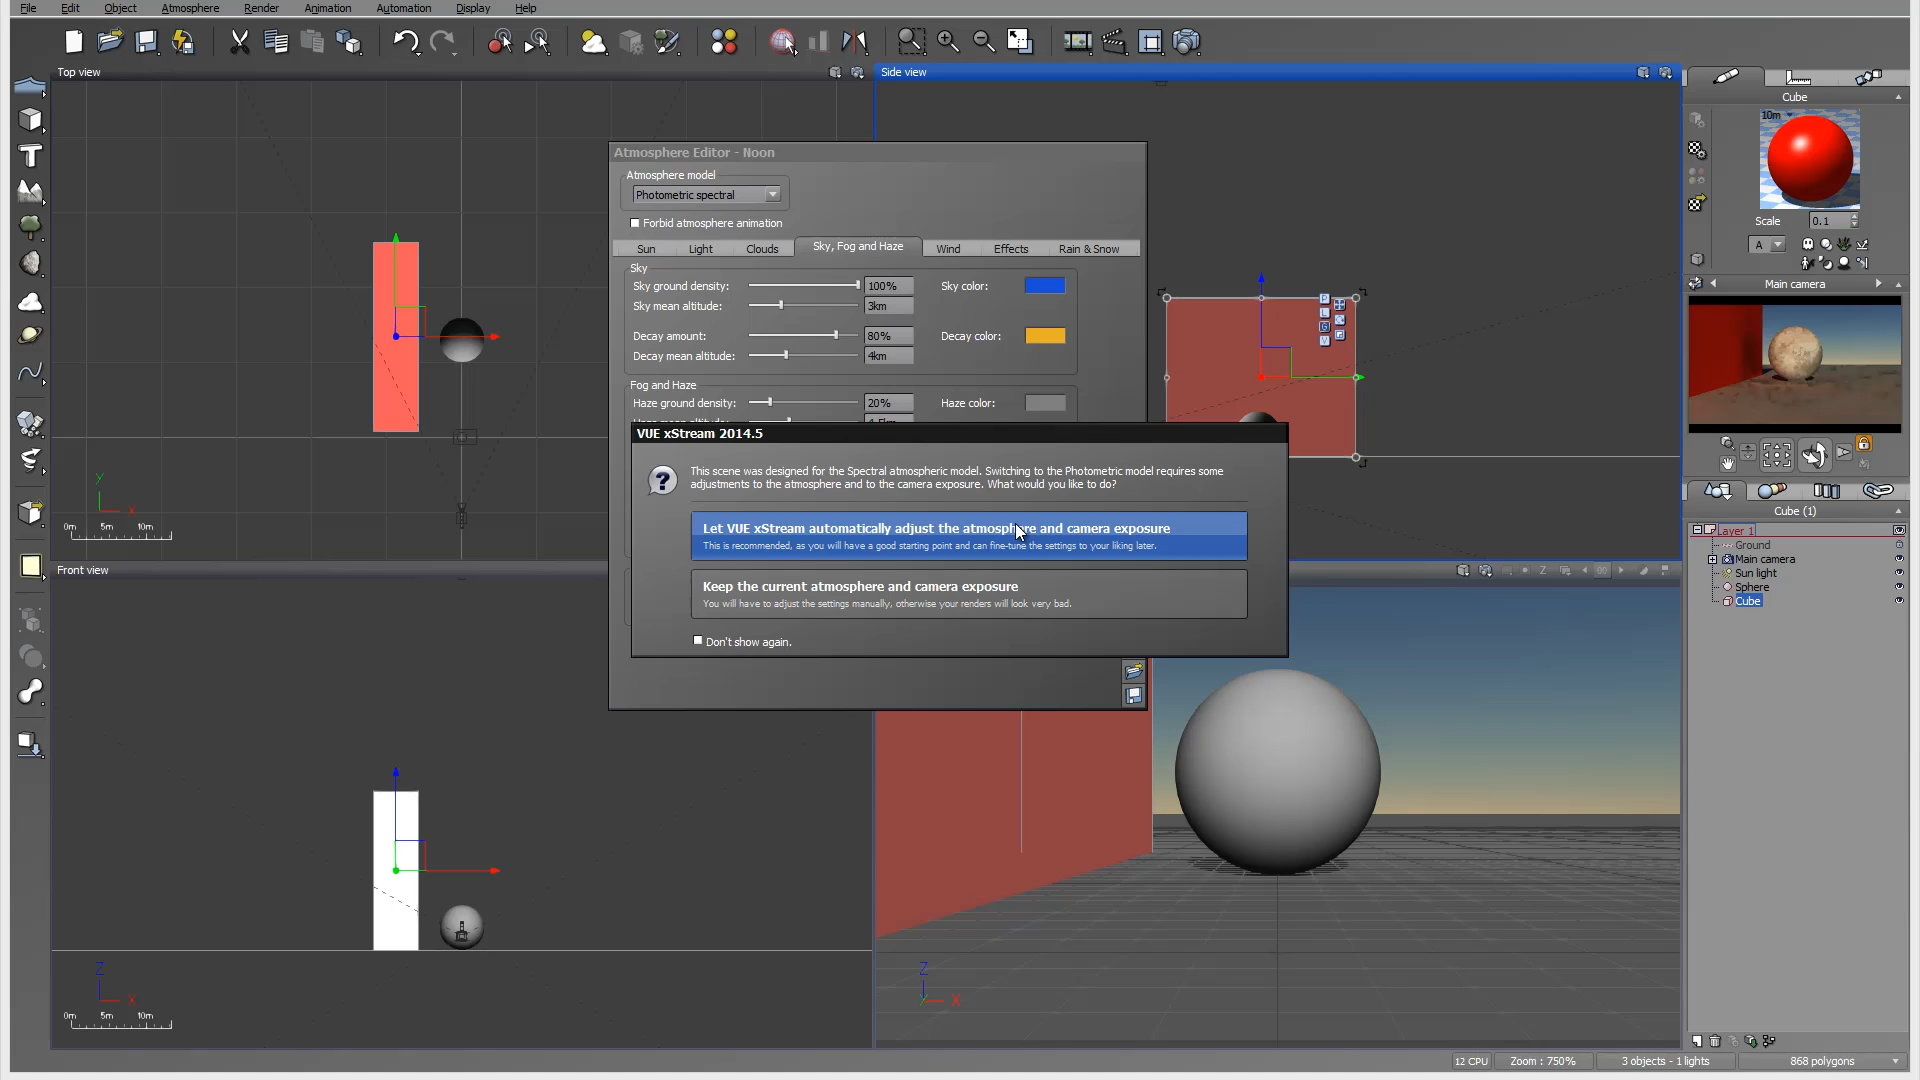 File Edit Object Atmosphere Render Animation Automation Display Help
Top view
Side view
Cube
10m
Scale 0.1
A
Main camera
Atmosphere Editor - Noon
Atmosphere model
Photometric spectral
Forbid atmosphere animation
Sun Light Clouds Sky, Fog and Haze Wind Effects Rain & Snow
Sky
Sky ground density: 100% Sky color:
Sky mean altitude: 3km
Decay amount: 80% Decay color:
Decay mean altitude: 4km
Fog and Haze
Haze ground density: 20% Haze color:
VUE xStream 2014.5
This scene was designed for the Spectral atmospheric model. Switching to the Photometric model requires some
adjustments to the atmosphere and to the camera exposure. What would you like to do?
Let VUE xStream automatically adjust the atmosphere and camera exposure
This is recommended, as you will have a good starting point and can fine-tune the settings to your liking later.
Keep the current atmosphere and camera exposure
You will have to adjust the settings manually, otherwise your renders will look very bad.
Don't show again.
Y
X
0m 5m 10m
Front view
Z
X
0m 5m 10m
Z
Y X
Cube (1)
Layer 1
Ground
Main camera
Sun light
Sphere
Cube
12 CPU Zoom : 750% 3 objects - 1 lights 868 polygons